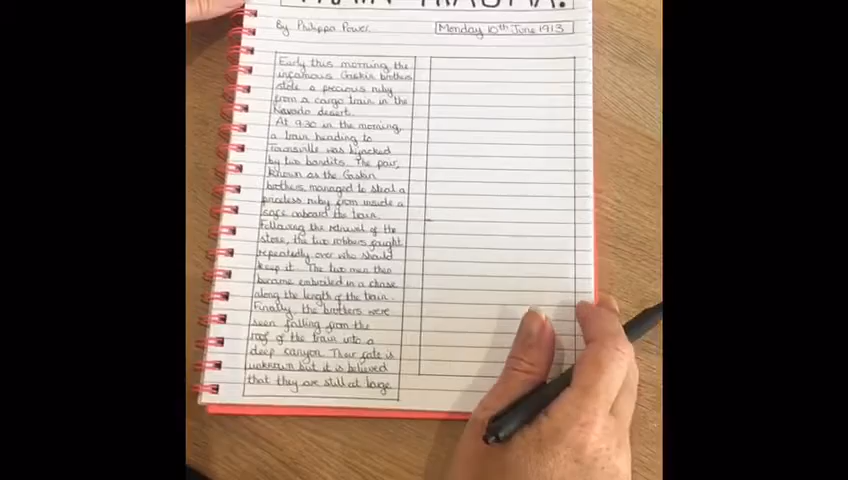 TRAIN TRAUMA!
By Philippa Power.
Monday 10th June 1913
Early this morning the
infamous Gaskin brothers
stole a precious ruby
from a cargo train in the
Navado desert.
At 9:30 in the morning,
a train heading to
Townsville was hijacked
by two bandits. The pair,
known as the Gaskin
brothers, managed to steal a
priceless ruby from inside a
safe onboard the train.
Following the retrieval of the
stone, the two robbers fought
repeatedly over who should
keep it. The two men then
became embroiled in a chase
along the length of the train.
Finally, the brothers were
seen falling from the
roof of the train into a
deep canyon. Their fate is
unknown but it is believed
that they are still at large